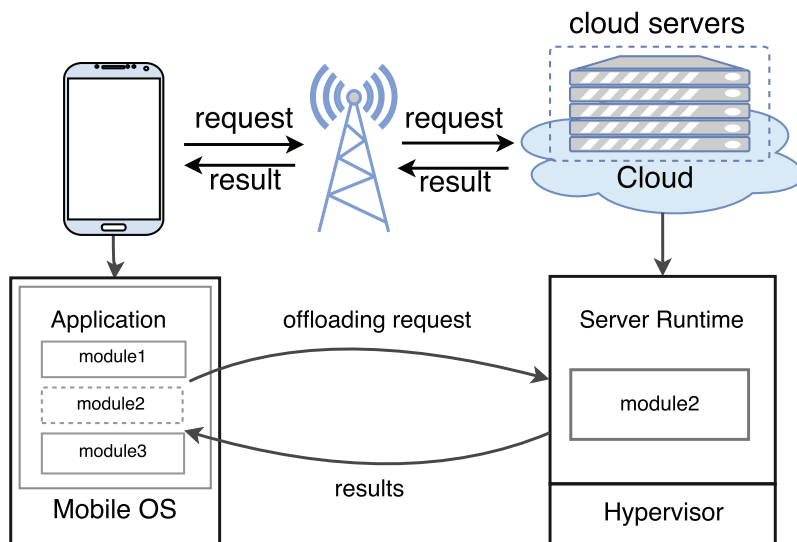 cloud servers
request
result
request
result
Cloud
Application
module1
module2
module3
Mobile OS
offloading request
results
Server Runtime
module2
Hypervisor